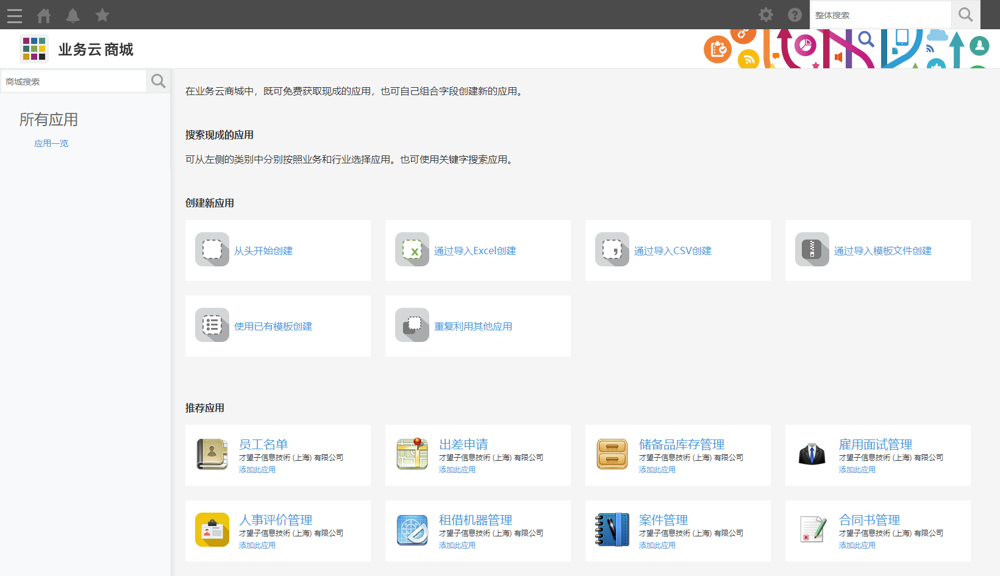 整体搜索
业务云 商城
商城搜索
所有应用
应用一览
在业务云商城中，既可免费获取现成的应用，也可自己组合字段创建新的应用。
搜索现成的应用
可从左侧的类别中分别按照业务和行业选择应用。也可使用关键字搜索应用。
创建新应用
从头开始创建
通过导入Excel创建
通过导入CSV创建
通过导入模板文件创建
使用已有模板创建
重复利用其他应用
推荐应用
员工名单
才望子信息技術 (上海) 有限公司
添加此应用
出差申请
才望子信息技術 (上海) 有限公司
添加此应用
储备品库存管理
才望子信息技術 (上海) 有限公司
添加此应用
雇用面试管理
才望子信息技術 (上海) 有限公司
添加此应用
人事评价管理
才望子信息技術 (上海) 有限公司
添加此应用
租借机器管理
才望子信息技術 (上海) 有限公司
添加此应用
案件管理
才望子信息技術 (上海) 有限公司
添加此应用
合同书管理
才望子信息技術 (上海) 有限公司
添加此应用